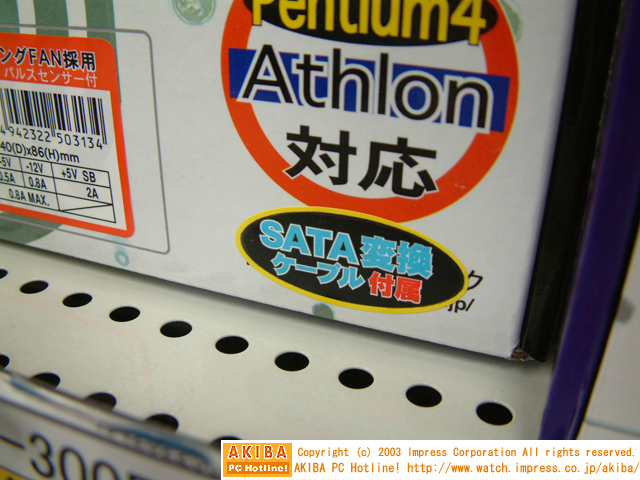 Pentium4
Athlon
対応
ングFAN採用
パルスセンサー付
4942322503134
40(D)x86(H)mm
-5V -12V +5V SB
0.5A 0.8A 2A
0.8A MAX.
SATA変換
ケーブル付属
ク
jp/
-300
AKIBA
PC Hotline!
Copyright (c) 2003 Impress Corporation All rights reserved.
AKIBA PC Hotline! http://www.watch.impress.co.jp/akiba/